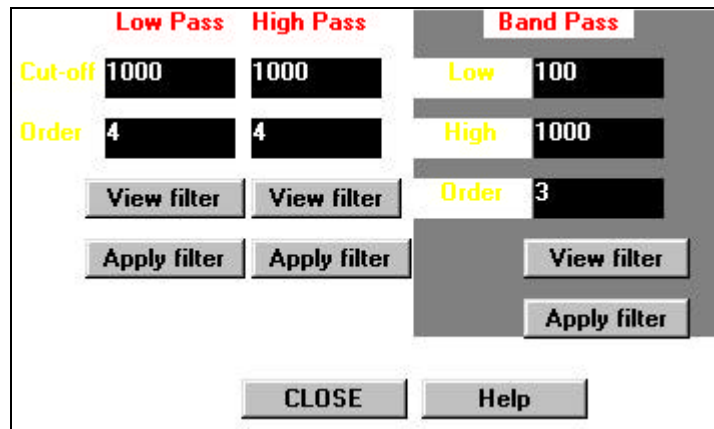 Low Pass High Pass Band Pass
Cut-off 1000 1000 Low 100
Order 4 4 High 1000
View filter View filter Order 3
Apply filter Apply filter View filter
Apply filter
CLOSE Help